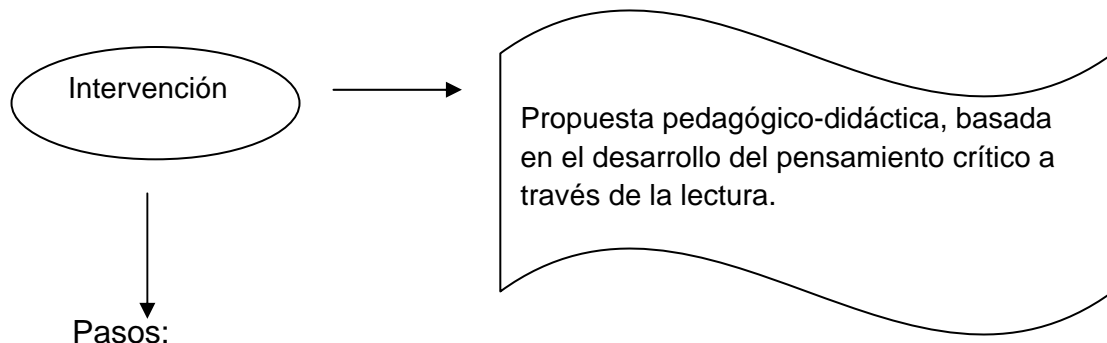 Intervención
Propuesta pedagógico-didáctica, basada
en el desarrollo del pensamiento crítico a
través de la lectura.
Pasos: